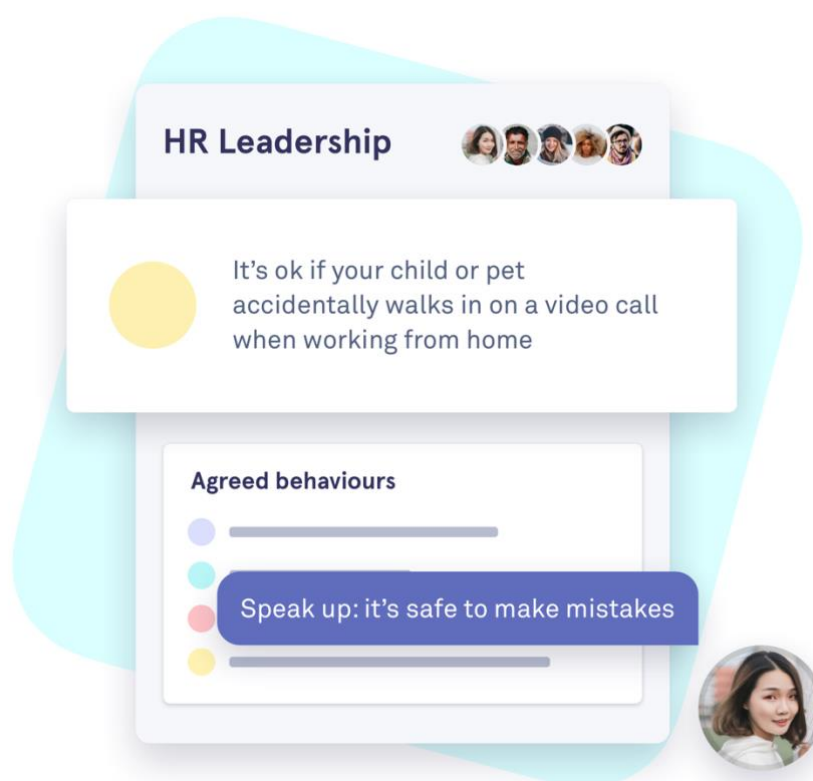 HR Leadership
It's ok if your child or pet
accidentally walks in on a video call
when working from home
Agreed behaviours
Speak up: it's safe to make mistakes